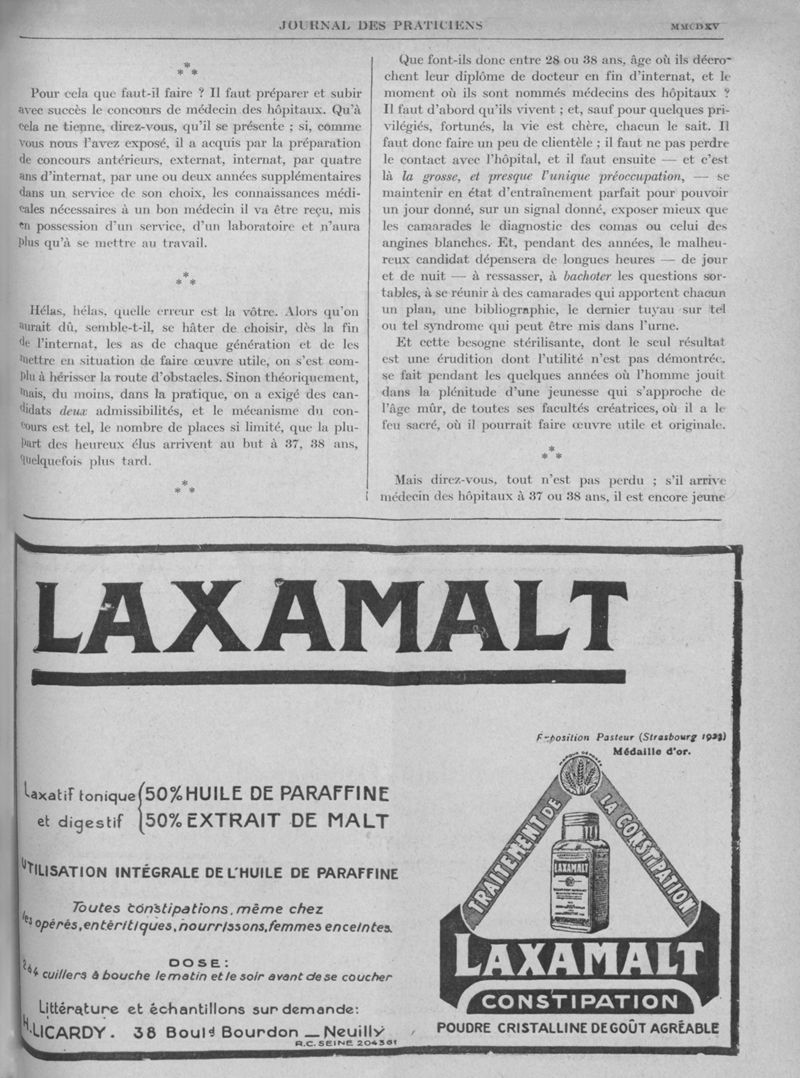 JOURNAL DES PRATICIENS
MMCDXV
*
* *
Pour cela que faut-il faire ? Il faut préparer et subir
avec succès le concours de médecin des hôpitaux. Qu'à
cela ne tienne, direz-vous, qu'il se présente ; si, comme
vous nous l'avez exposé, il a acquis par la préparation
de concours antérieurs, externat, internat, par quatre
ans d'internat, par une ou deux années supplémentaires
dans un service de son choix, les connaissances médi-
cales nécessaires à un bon médecin il va être reçu, mis
en possession d'un service, d'un laboratoire et n'aura
plus qu'à se mettre au travail.
*
* *
Hélas, hélas, quelle erreur est la vôtre. Alors qu'on
aurait dû, semble-t-il, se hâter de choisir, dès la fin
de l'internat, les as de chaque génération et de les
mettre en situation de faire œuvre utile, on s'est com-
plu à hérisser la route d'obstacles. Sinon théoriquement,
mais, du moins, dans la pratique, on a exigé des can-
didats deux admissibilités, et le mécanisme du con-
cours est tel, le nombre de places si limité, que la plu-
part des heureux élus arrivent au but à 37, 38 ans,
quelquefois plus tard.
*
* *
Que font-ils donc entre 28 ou 38 ans, âge où ils décro-
chent leur diplôme de docteur en fin d'internat, et le
moment où ils sont nommés médecins des hôpitaux ?
Il faut d'abord qu'ils vivent ; et, sauf pour quelques pri-
vilégiés, fortunés, la vie est chère, chacun le sait. Il
faut donc faire un peu de clientèle ; il faut ne pas perdre
le contact avec l'hôpital, et il faut ensuite — et c'est
là la grosse, et presque l'unique préoccupation, — se
maintenir en état d'entraînement parfait pour pouvoir
un jour donné, sur un signal donné, exposer mieux que
les camarades le diagnostic des comas ou celui des
angines blanches. Et, pendant des années, le malheu-
reux candidat dépensera de longues heures — de jour
et de nuit — à ressasser, à bachoter les questions sor-
tables, à se réunir à des camarades qui apportent chacun
un plan, une bibliographie, le dernier tuyau sur tel
ou tel syndrome qui peut être mis dans l'urne.
Et cette besogne stérilisante, dont le seul résultat
est une érudition dont l'utilité n'est pas démontrée,
se fait pendant les quelques années où l'homme jouit
dans la plénitude d'une jeunesse qui s'approche de
l'âge mûr, de toutes ses facultés créatrices, où il a le
feu sacré, où il pourrait faire œuvre utile et originale.
*
* *
Mais direz-vous, tout n'est pas perdu ; s'il arrive
médecin des hôpitaux à 37 ou 38 ans, il est encore jeune
LAXAMALT
Laxatif tonique
et digestif
50% HUILE DE PARAFFINE
50% EXTRAIT DE MALT
UTILISATION INTÉGRALE DE L'HUILE DE PARAFFINE
Toutes constipations, même chez
les opérés, entéritiques, nourrissons, femmes enceintes.
DOSE:
cuillers à bouche le matin et le soir avant de se coucher
Littérature et échantillons sur demande:
H. LICARDY. 38 Boulᵈ Bourdon — Neuilly
R.C. SEINE 204361
Exposition Pasteur (Strasbourg 1923)
Médaille d'or.
TRAITEMENT DE
LA CONSTIPATION
LAXAMALT
LAXAMALT
CONSTIPATION
POUDRE CRISTALLINE DE GOÛT AGRÉABLE